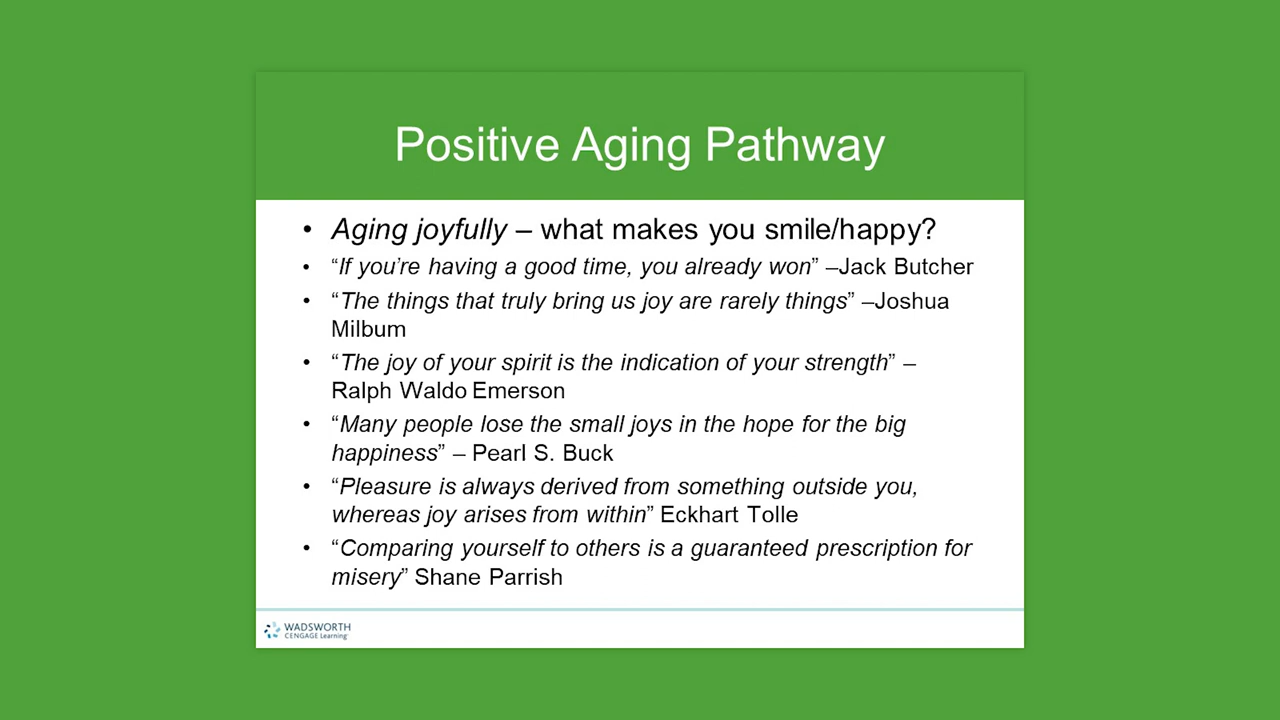 Positive Aging Pathway
• Aging joyfully – what makes you smile/happy?
• “If you’re having a good time, you already won” –Jack Butcher
• “The things that truly bring us joy are rarely things” –Joshua
Milbum
• “The joy of your spirit is the indication of your strength” –
Ralph Waldo Emerson
• “Many people lose the small joys in the hope for the big
happiness” – Pearl S. Buck
• “Pleasure is always derived from something outside you,
whereas joy arises from within” Eckhart Tolle
• “Comparing yourself to others is a guaranteed prescription for
misery” Shane Parrish
WADSWORTH
CENGAGE Learning